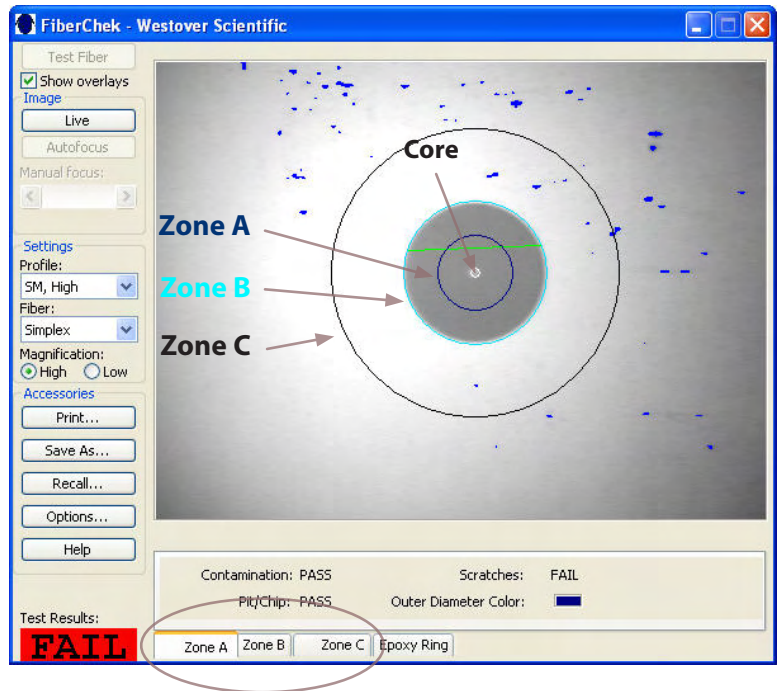 FiberChek - Westover Scientific
Test Fiber
Show overlays
Image
Live
Autofocus
Manual focus:
Settings
Profile:
SM, High
Fiber:
Simplex
Magnification:
High Low
Accessories
Print...
Save As...
Recall...
Options...
Help
Test Results:
FAIL
Core
Zone A
Zone B
Zone C
Contamination: PASS Scratches: FAIL
Pit/Chip: PASS Outer Diameter Color:
Zone A Zone B Zone C Epoxy Ring